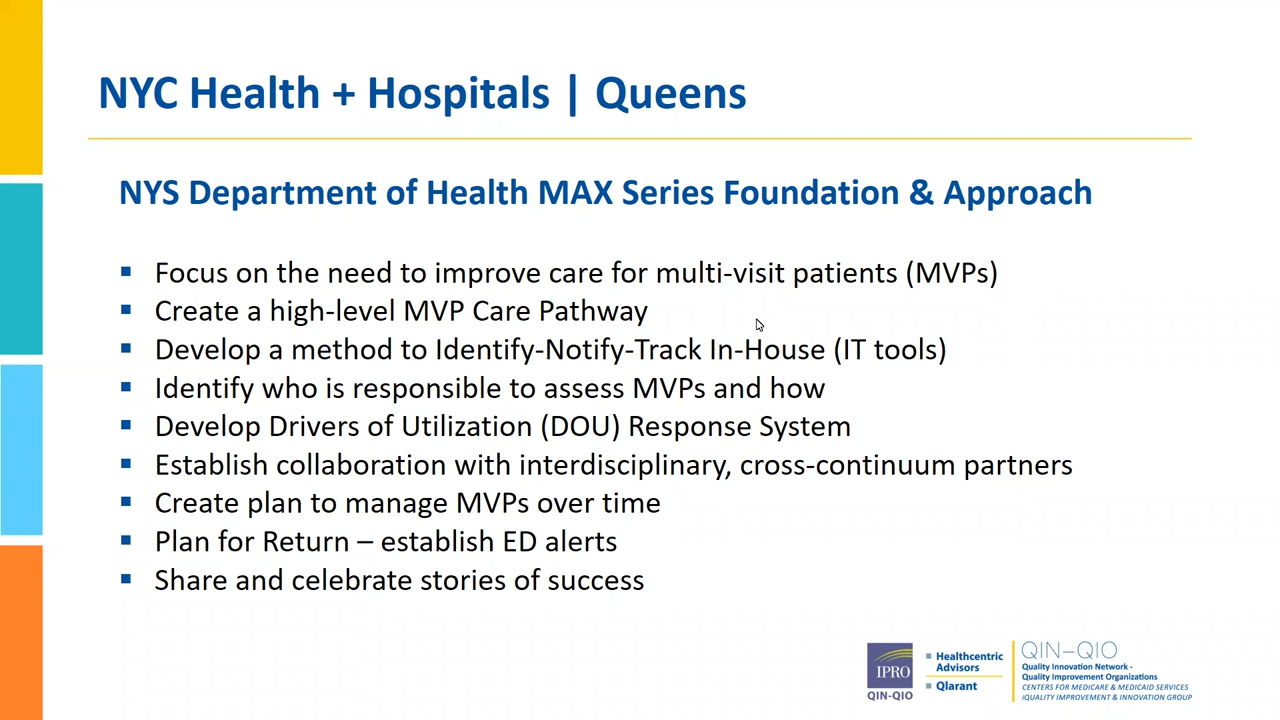 NYC Health + Hospitals | Queens
NYS Department of Health MAX Series Foundation & Approach
▪ Focus on the need to improve care for multi-visit patients (MVPs)
▪ Create a high-level MVP Care Pathway
▪ Develop a method to Identify-Notify-Track In-House (IT tools)
▪ Identify who is responsible to assess MVPs and how
▪ Develop Drivers of Utilization (DOU) Response System
▪ Establish collaboration with interdisciplinary, cross-continuum partners
▪ Create plan to manage MVPs over time
▪ Plan for Return – establish ED alerts
▪ Share and celebrate stories of success
IPRO
QIN-QIO
▪ Healthcentric
Advisors
▪ Qlarant
QIN–QIO
Quality Innovation Network -
Quality Improvement Organizations
CENTERS FOR MEDICARE & MEDICAID SERVICES
iQUALITY IMPROVEMENT & INNOVATION GROUP